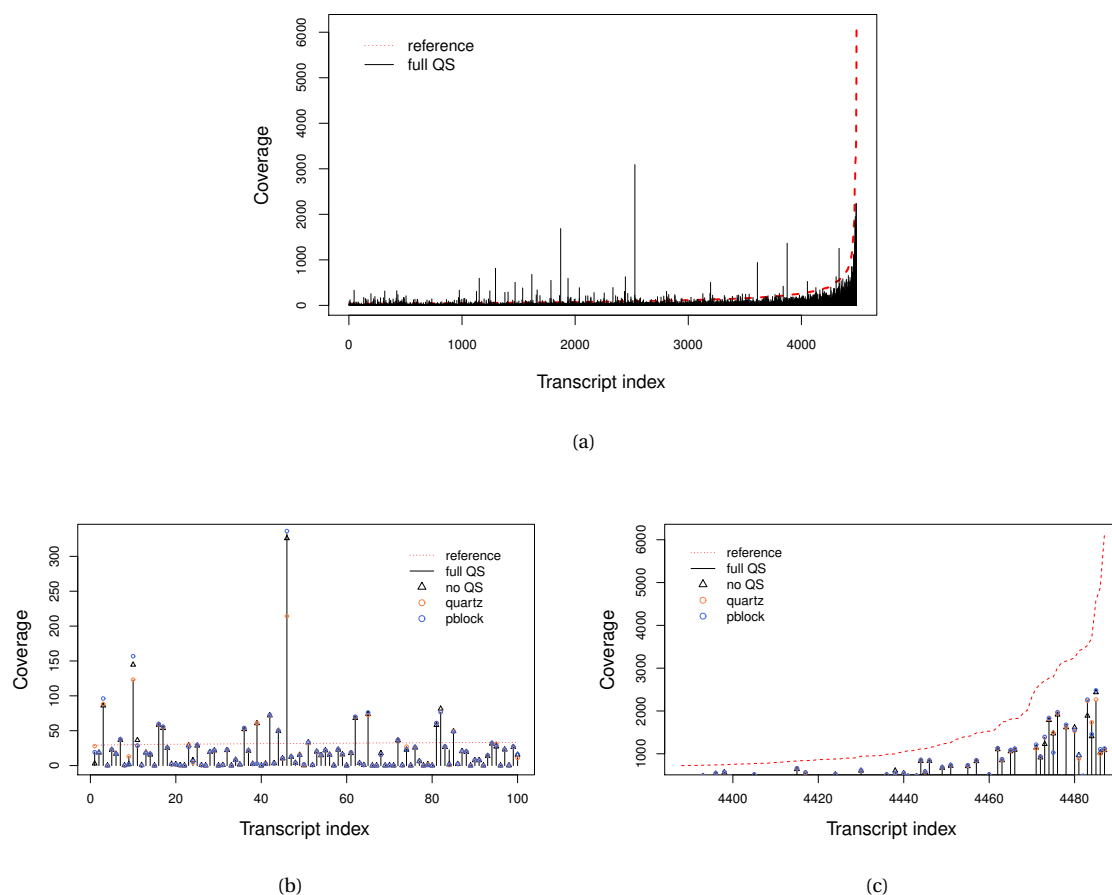 6000
5000
4000
3000
2000
1000
0
Coverage
reference
full QS
0 1000 2000 3000 4000
Transcript index
(a)
300
250
200
150
100
50
0
Coverage
reference
full QS
no QS
quartz
pblock
0 20 40 60 80 100
Transcript index
(b)
6000
5000
4000
3000
2000
1000
Coverage
reference
full QS
no QS
quartz
pblock
4400 4420 4440 4460 4480
Transcript index
(c)